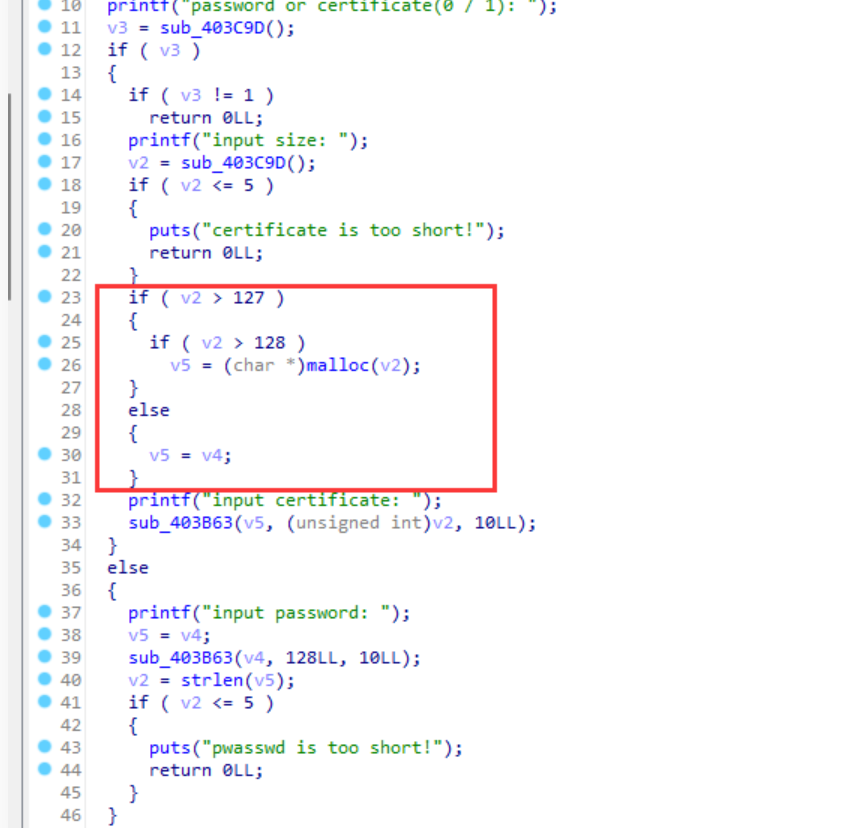 10 printf("password or certificate(0 / 1): ");
11 v3 = sub_403C9D();
12 if ( v3 )
13 {
14 if ( v3 != 1 )
15 return 0LL;
16 printf("input size: ");
17 v2 = sub_403C9D();
18 if ( v2 <= 5 )
19 {
20 puts("certificate is too short!");
21 return 0LL;
22 }
23 if ( v2 > 127 )
24 {
25 if ( v2 > 128 )
26 v5 = (char *)malloc(v2);
27 }
28 else
29 {
30 v5 = v4;
31 }
32 printf("input certificate: ");
33 sub_403B63(v5, (unsigned int)v2, 10LL);
34 }
35 else
36 {
37 printf("input password: ");
38 v5 = v4;
39 sub_403B63(v4, 128LL, 10LL);
40 v2 = strlen(v5);
41 if ( v2 <= 5 )
42 {
43 puts("pwasswd is too short!");
44 return 0LL;
45 }
46 }